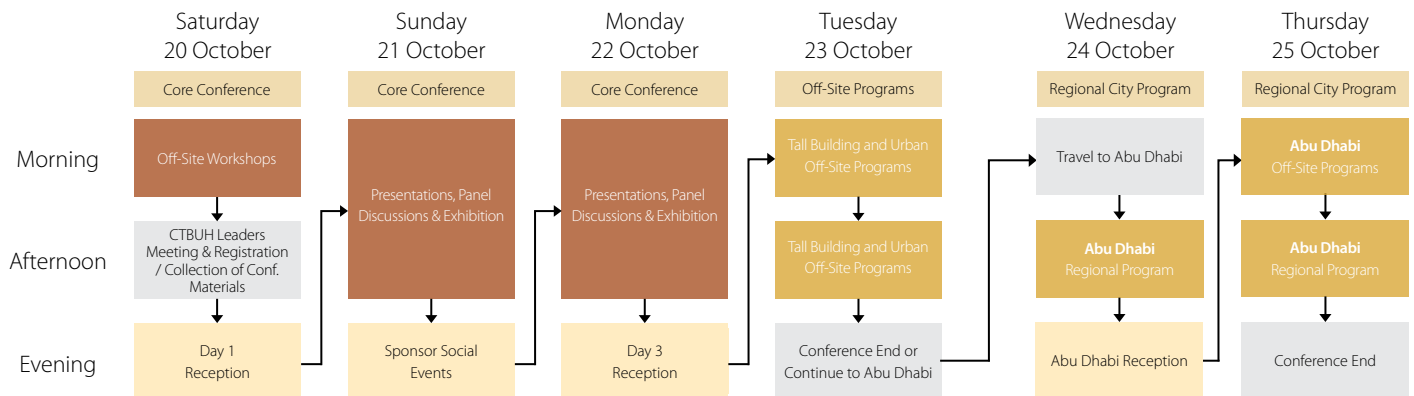 Saturday
20 October
Sunday
21 October
Monday
22 October
Tuesday
23 October
Wednesday
24 October
Thursday
25 October
Core Conference
Core Conference
Core Conference
Off-Site Programs
Regional City Program
Regional City Program
Morning
Off-Site Workshops
Presentations, Panel
Discussions & Exhibition
Presentations, Panel
Discussions & Exhibition
Tall Building and Urban
Off-Site Programs
Travel to Abu Dhabi
Abu Dhabi
Off-Site Programs
Afternoon
CTBUH Leaders
Meeting & Registration
/ Collection of Conf.
Materials
Tall Building and Urban
Off-Site Programs
Abu Dhabi
Regional Program
Abu Dhabi
Regional Program
Evening
Day 1
Reception
Sponsor Social
Events
Day 3
Reception
Conference End or
Continue to Abu Dhabi
Abu Dhabi Reception
Conference End